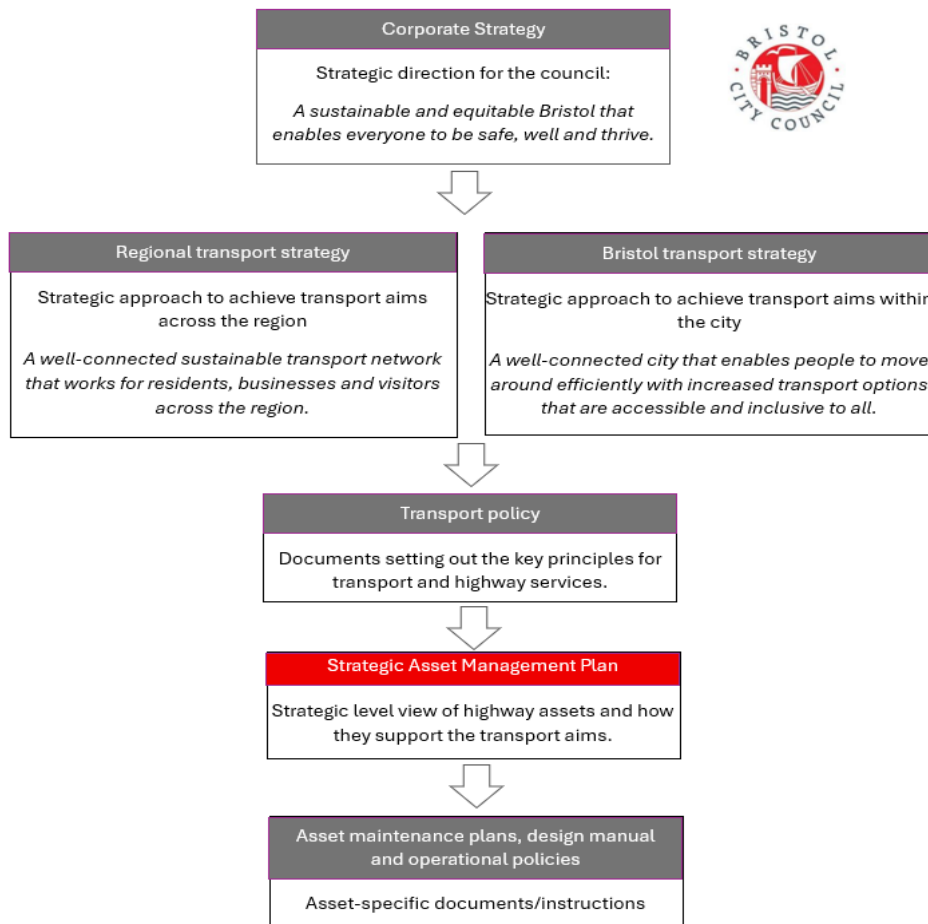 Corporate Strategy
Strategic direction for the council:
A sustainable and equitable Bristol that
enables everyone to be safe, well and thrive.
· BRISTOL ·
CITY COUNCIL
Regional transport strategy
Strategic approach to achieve transport aims
across the region
A well-connected sustainable transport network
that works for residents, businesses and visitors
across the region.
Bristol transport strategy
Strategic approach to achieve transport aims within
the city
A well-connected city that enables people to move
around efficiently with increased transport options
that are accessible and inclusive to all.
Transport policy
Documents setting out the key principles for
transport and highway services.
Strategic Asset Management Plan
Strategic level view of highway assets and how
they support the transport aims.
Asset maintenance plans, design manual
and operational policies
Asset-specific documents/instructions